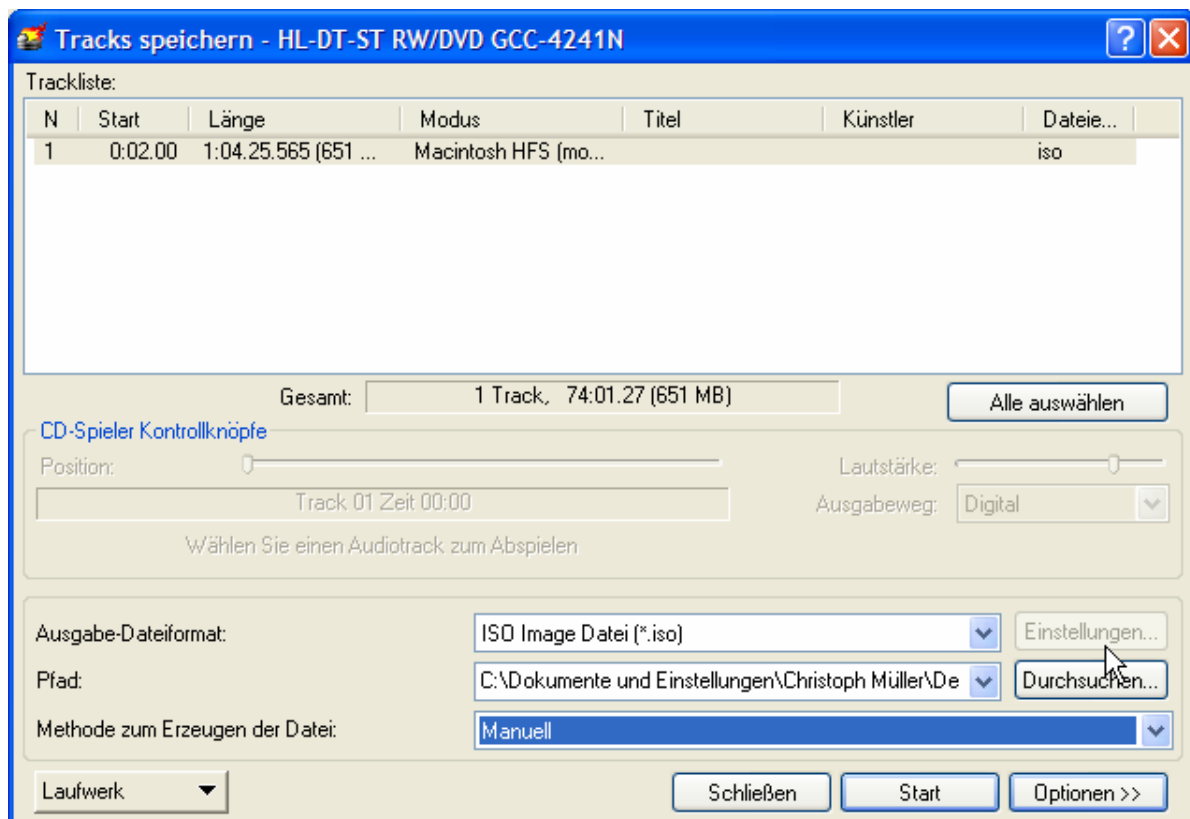 Tracks speichern - HL-DT-ST RW/DVD GCC-4241N
Trackliste:
N Start Länge Modus Titel Künstler Dateie...
1 0:02.00 1:04.25.565 (651 ... Macintosh HFS (mo... iso
Gesamt: 1 Track, 74:01.27 (651 MB) Alle auswählen
CD-Spieler Kontrollknöpfe
Position: Lautstärke:
Track 01 Zeit 00:00 Ausgabeweg: Digital
Wählen Sie einen Audiotrack zum Abspielen
Ausgabe-Dateiformat: ISO Image Datei (*.iso) Einstellungen...
Pfad: C:\Dokumente und Einstellungen\Christoph Müller\De Durchsuchen...
Methode zum Erzeugen der Datei: Manuell
Laufwerk Schließen Start Optionen >>